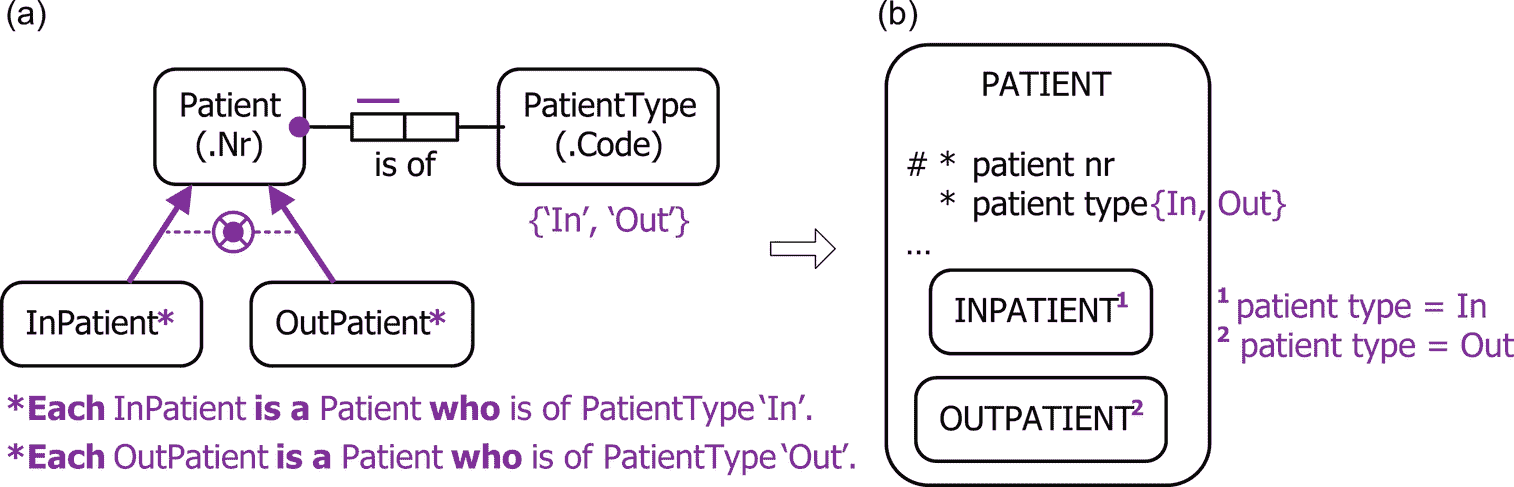 (a)
Patient
(.Nr)
is of
PatientType
(.Code)
{‘In’, ‘Out’}
InPatient*
OutPatient*
*Each InPatient is a Patient who is of PatientType ‘In’.
*Each OutPatient is a Patient who is of PatientType ‘Out’.
(b)
PATIENT
# * patient nr
* patient type {In, Out}
...
INPATIENT¹
OUTPATIENT²
¹ patient type = In
² patient type = Out